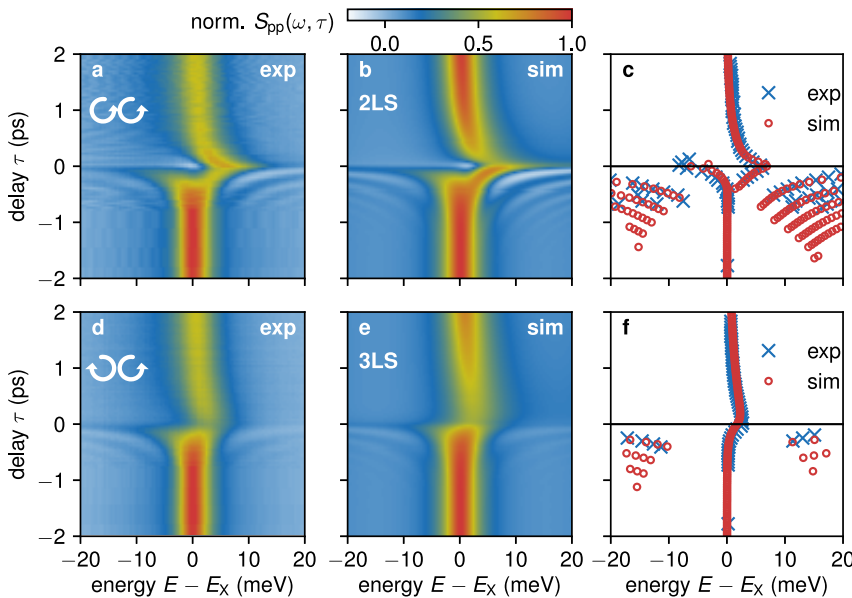 norm. S_pp(ω, τ)
0.0 0.5 1.0
a exp
b sim
2LS
c
exp
sim
delay τ (ps)
2
1
0
−1
−2
d exp
e sim
3LS
f
exp
sim
delay τ (ps)
2
1
0
−1
−2
−20 −10 0 10 20
−20 −10 0 10 20
−20 −10 0 10 20
energy E − E_X (meV)
energy E − E_X (meV)
energy E − E_X (meV)